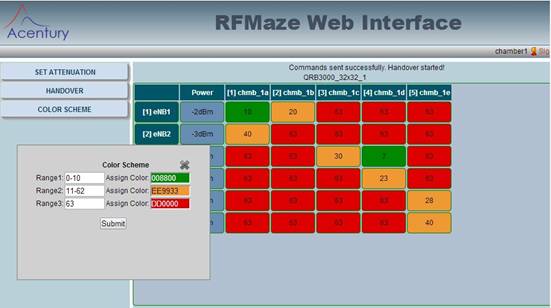 Acentury
RFMaze Web Interface
chamber1 Sig
SET ATTENUATION
HANDOVER
COLOR SCHEME
Commands sent successfully. Handover started!
QRB3000_32x32_1
Power [1] chmb_1a [2] chmb_1b [3] chmb_1c [4] chmb_1d [5] chmb_1e
[1] eNB1 -2dBm 10 20 63 63 63
[2] eNB2 -3dBm 40 63 63 63 63
63 63 30 7 63
63 63 63 23 63
63 63 63 63 28
63 63 63 63 40
Color Scheme
Range1: 0-10 Assign Color: 008800
Range2: 11-62 Assign Color: EE9933
Range3: 63 Assign Color: DD0000
Submit